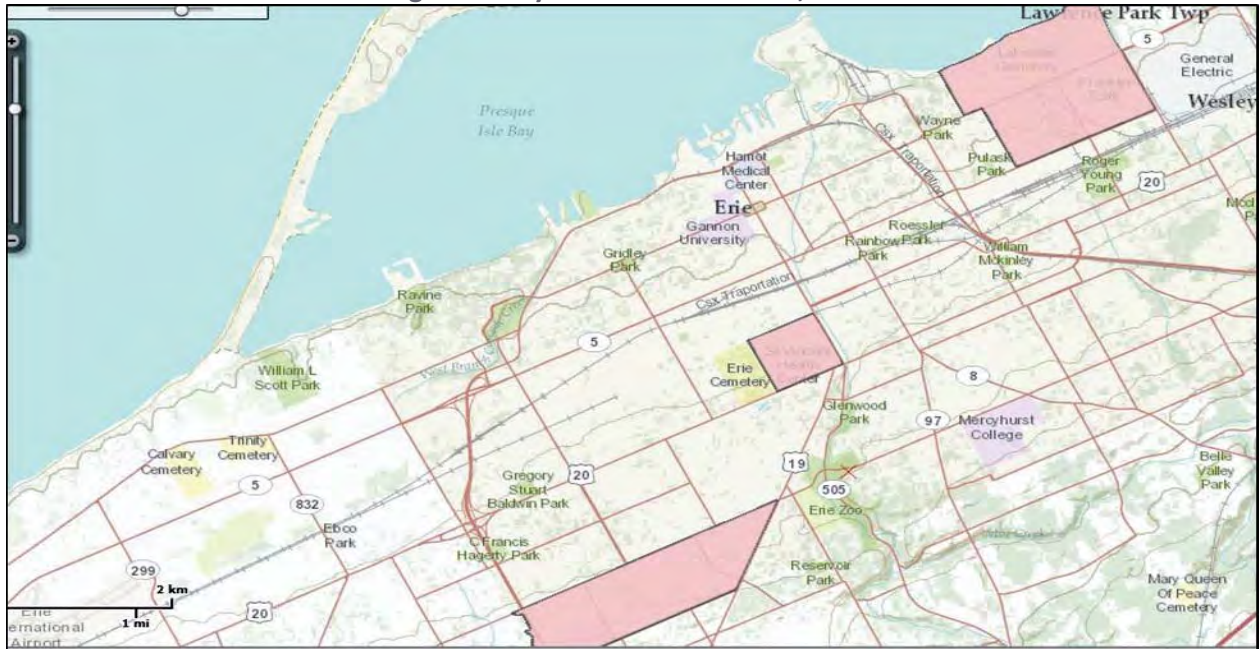 Lawrence Park Twp
5
General
Electric
Wesley
Presque
Isle Bay
Wayne
Park
Csx Traportation
Pulaski
Park
Roger
Young
Park
20
Hamot
Medical
Center
Erie
Gannon
University
Roessler
Park
Rainbow
Park
William
Mckinley
Park
Gridley
Park
Csx Traportation
Ravine
Park
5
William L
Scott Park
Erie
Cemetery
8
Glenwood
Park
97
Mercyhurst
College
Trinity
Cemetery
Calvary
Cemetery
5
832
Gregory
Stuart
Baldwin Park
20
19
505
Erie Zoo
Belle
Valley
Park
Ebco
Park
Francis
Hagerty Park
299
Reservoir
Park
Mary Queen
Of Peace
Cemetery
2 km
1 mi
20
Airport